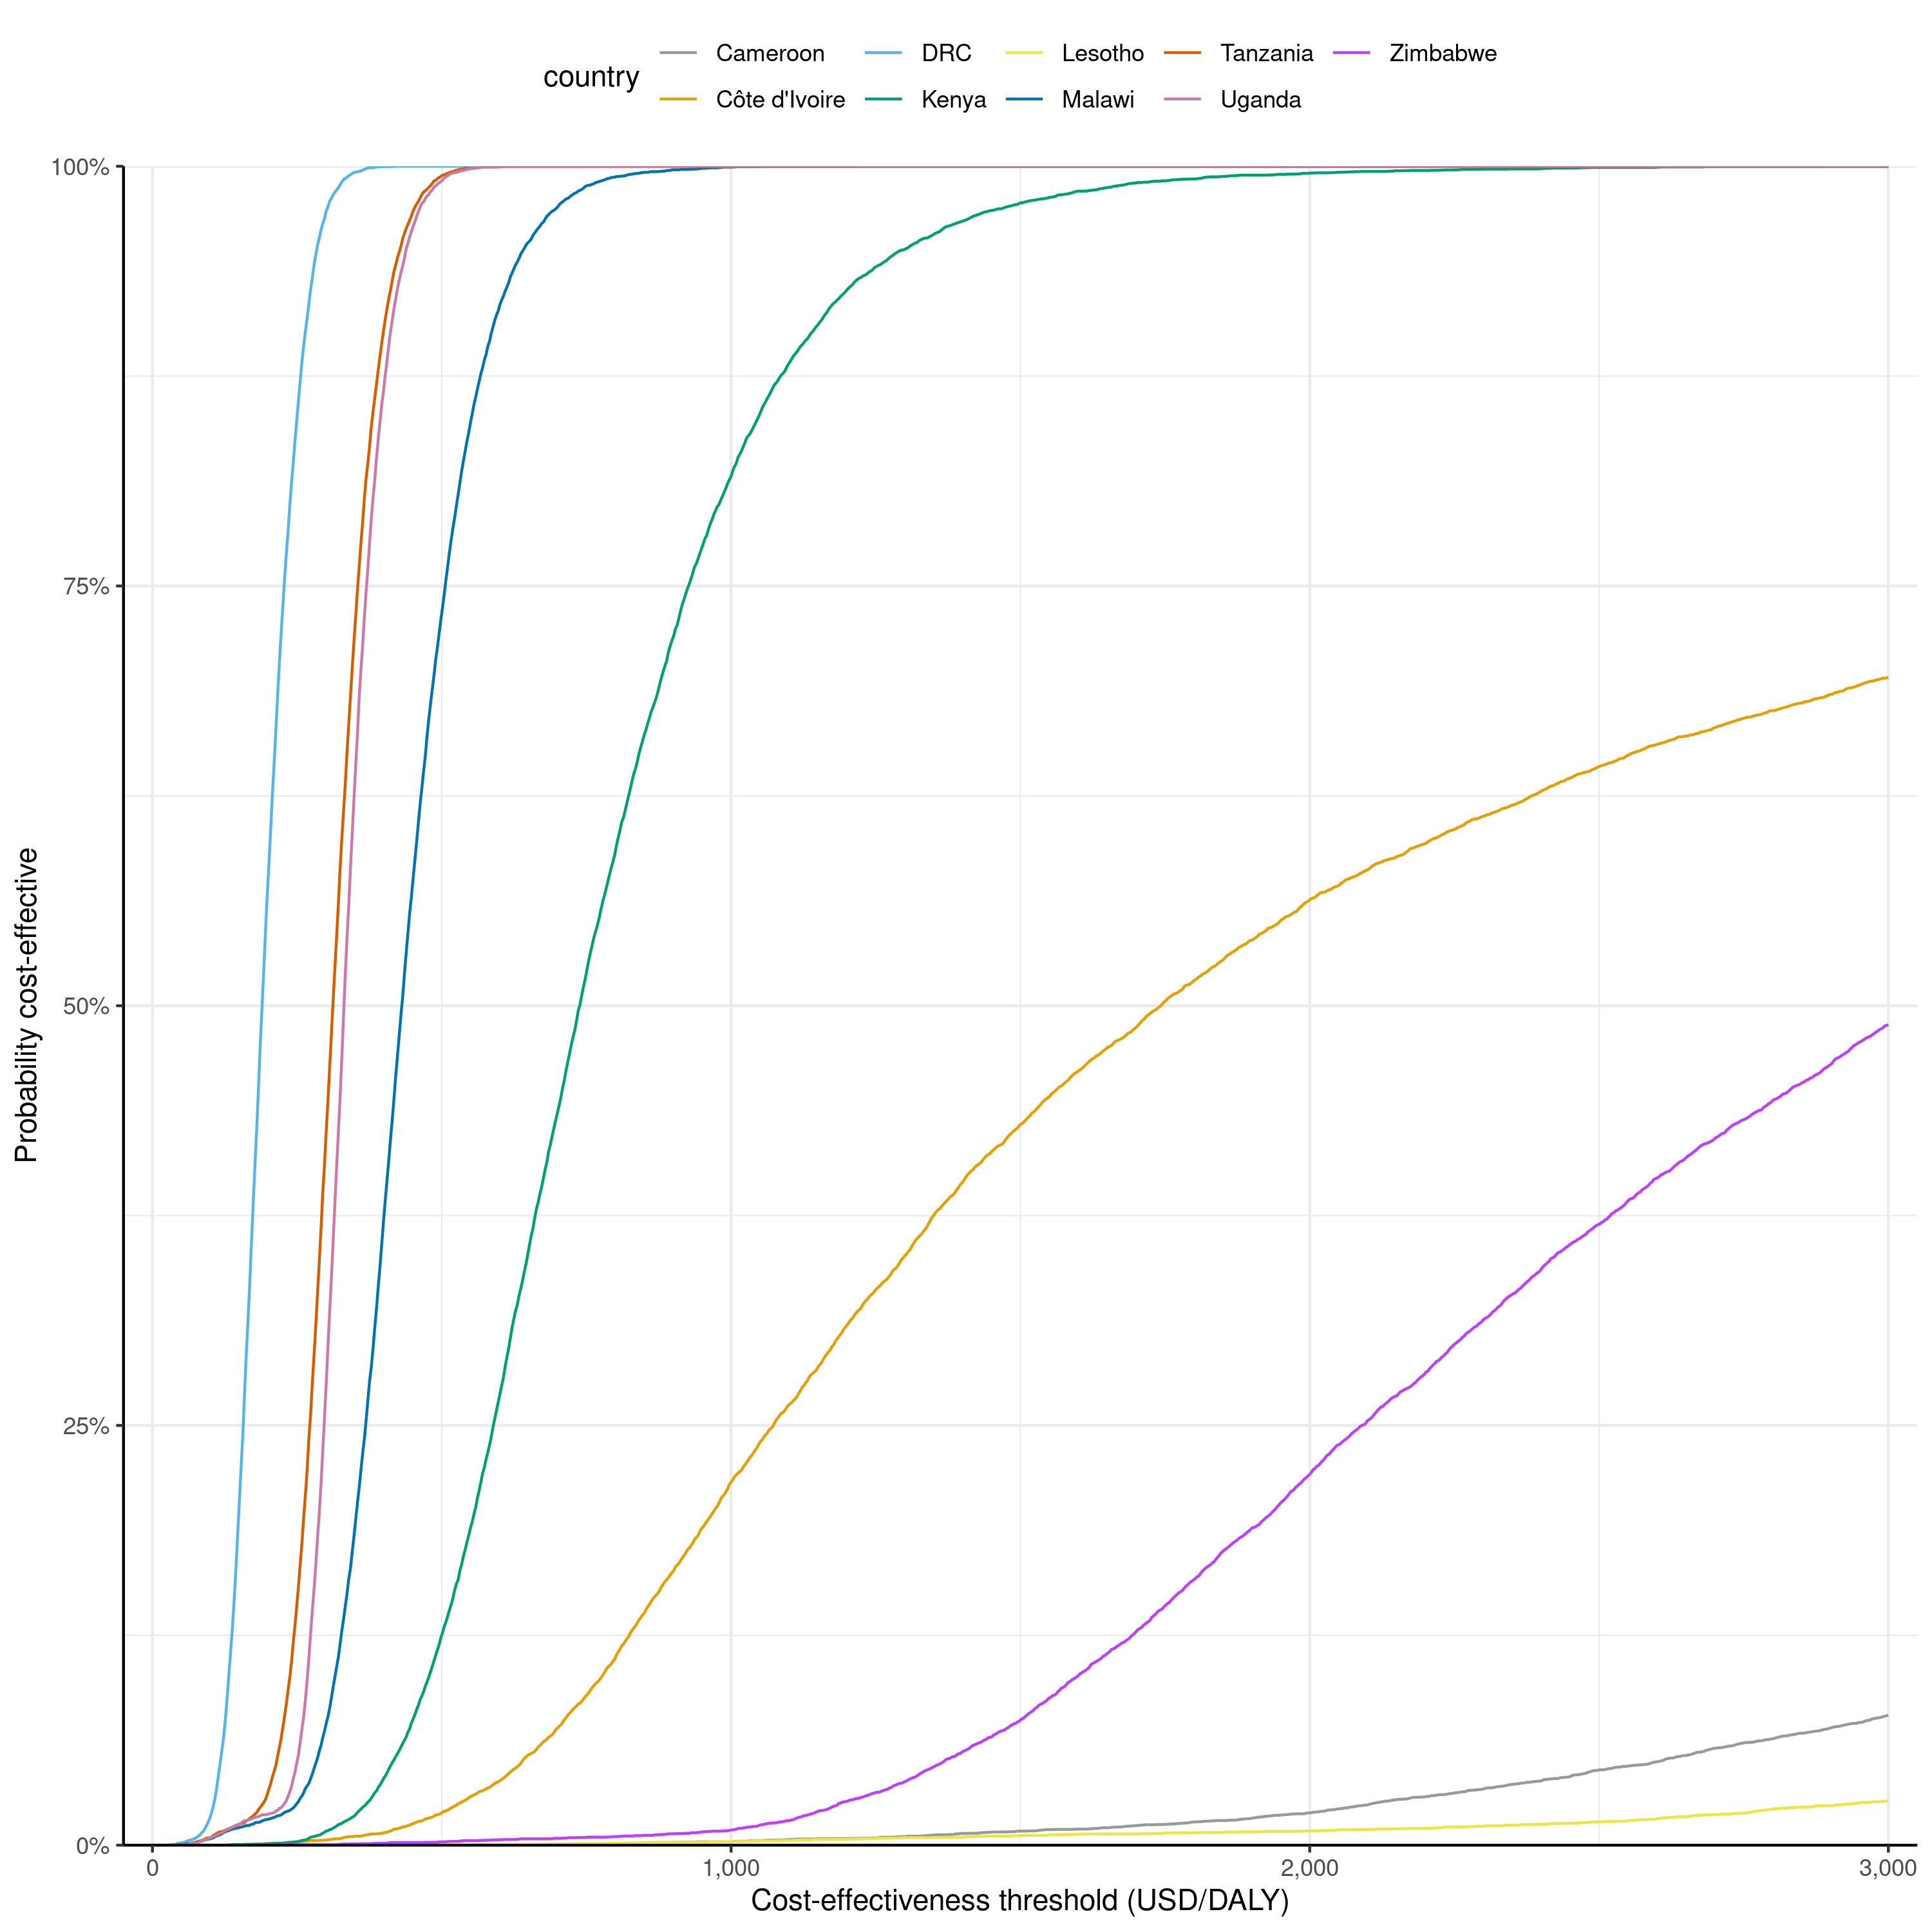 country
Cameroon DRC Lesotho Tanzania Zimbabwe
Côte d'Ivoire Kenya Malawi Uganda
100%
75%
50%
25%
0%
Probability cost-effective
0 1,000 2,000 3,000
Cost-effectiveness threshold (USD/DALY)